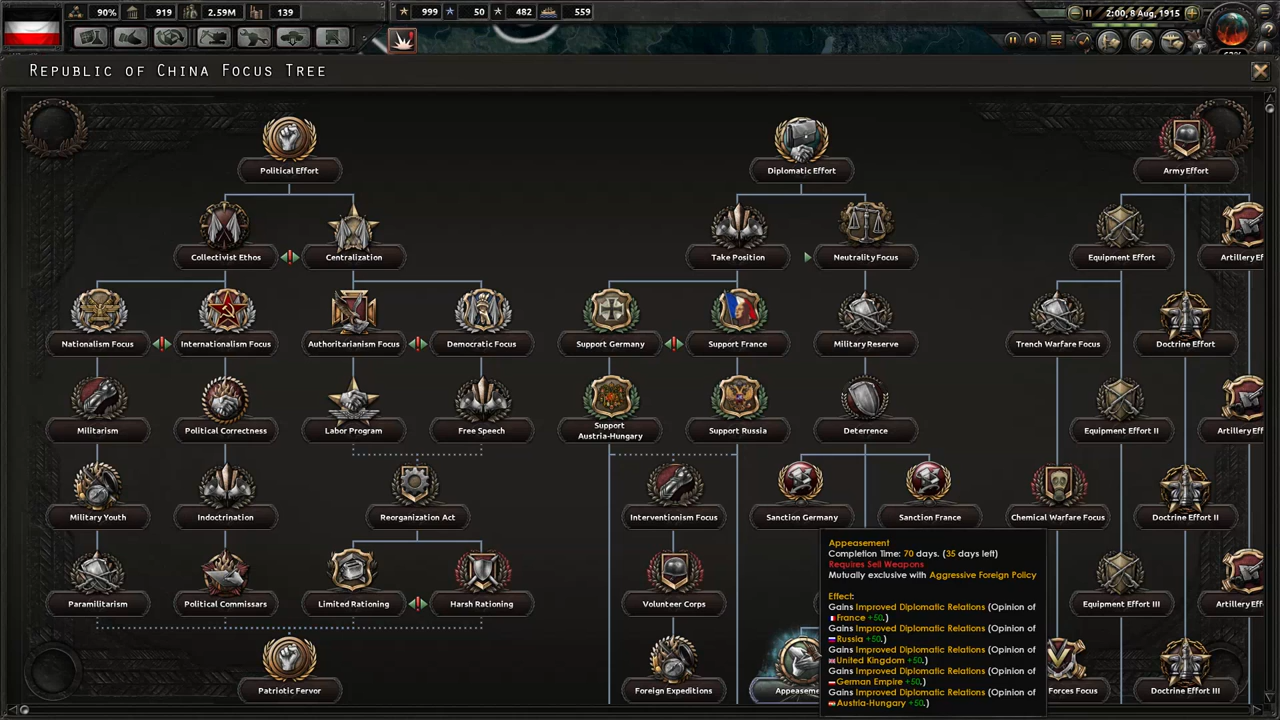 90%
919
2.59M
139
999
50
482
559
2:00, 8 Aug, 1915
Republic of China Focus Tree
Political Effort
Diplomatic Effort
Army Effort
Collectivist Ethos
Centralization
Take Position
Neutrality Focus
Equipment Effort
Artillery Eff
Nationalism Focus
Internationalism Focus
Authoritarianism Focus
Democratic Focus
Support Germany
Support France
Military Reserve
Trench Warfare Focus
Doctrine Effort
Militarism
Political Correctness
Labor Program
Free Speech
Support
Austria-Hungary
Support Russia
Deterrence
Equipment Effort II
Artillery Eff
Military Youth
Indoctrination
Reorganization Act
Interventionism Focus
Sanction Germany
Sanction France
Chemical Warfare Focus
Doctrine Effort II
Paramilitarism
Political Commissars
Limited Rationing
Harsh Rationing
Volunteer Corps
Equipment Effort III
Artillery Eff
Patriotic Fervor
Foreign Expeditions
Appeaseme
Forces Focus
Doctrine Effort III
Appeasement
Completion Time: 70 days. (35 days left)
Requires Sell Weapons
Mutually exclusive with Aggressive Foreign Policy
Effect:
Gains Improved Diplomatic Relations (Opinion of
France +50.)
Gains Improved Diplomatic Relations (Opinion of
Russia +50.)
Gains Improved Diplomatic Relations (Opinion of
United Kingdom +50.)
Gains Improved Diplomatic Relations (Opinion of
German Empire +50.)
Gains Improved Diplomatic Relations (Opinion of
Austria-Hungary +50.)